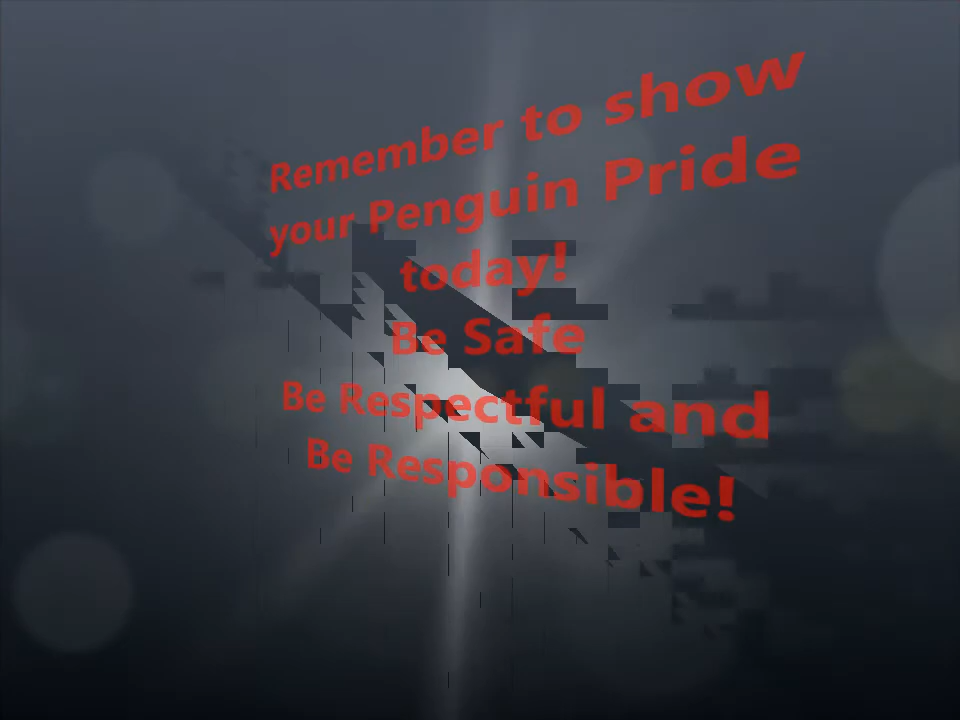 Remember to show
your Penguin Pride
today!
Be Safe
Be Respectful and
Be Responsible!